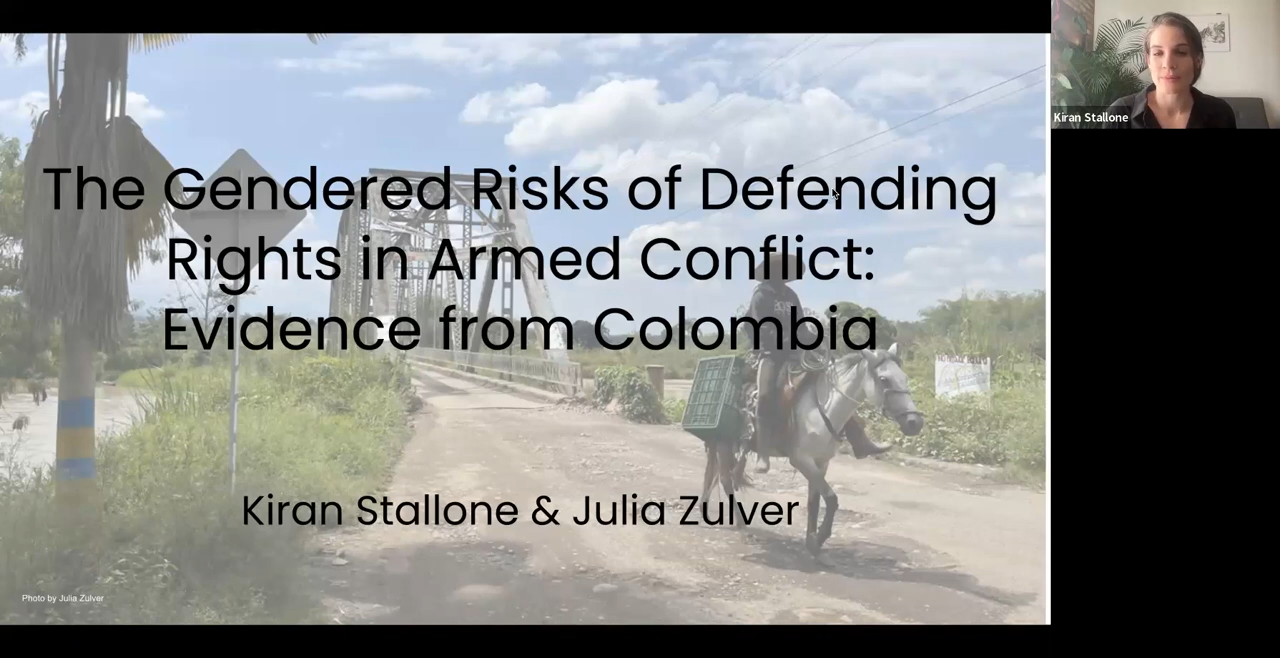 The Gendered Risks of Defending
Rights in Armed Conflict:
Evidence from Colombia
Kiran Stallone & Julia Zulver
Photo by Julia Zulver
Kiran Stallone